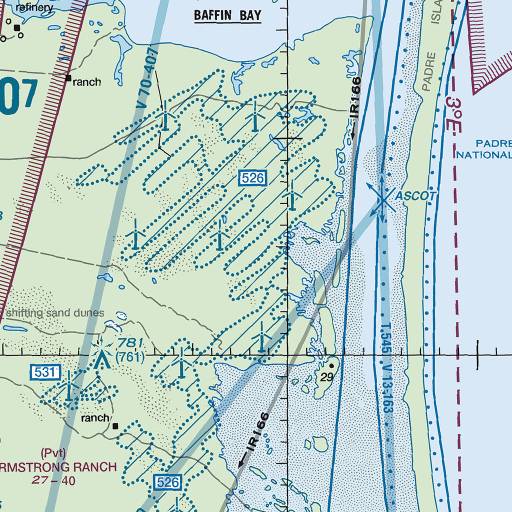 refinery
BAFFIN BAY
ranch
07
V 70-407
IR166
PADRE
ISLA
3°E
PADRE
NATIONAL
526
ASCOT
shifting sand dunes
781
(761)
531
T 545 V 13-163
29
ranch
IR166
(Pvt)
RMSTRONG RANCH
27 - 40
526